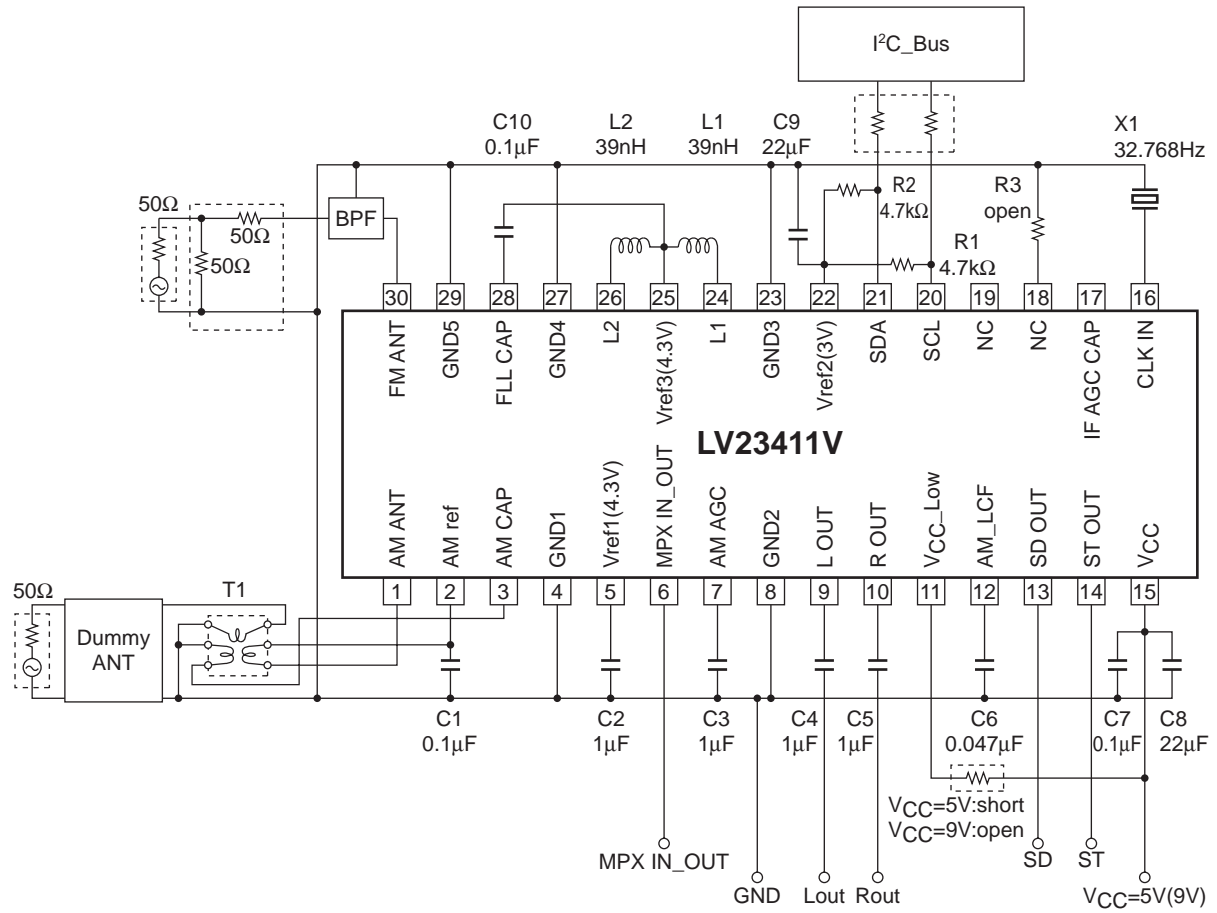 I²C_Bus
C10
0.1μF
L2
39nH
L1
39nH
C9
22μF
X1
32.768Hz
R2
4.7kΩ
R3
open
R1
4.7kΩ
50Ω
50Ω
50Ω
BPF
30 29 28 27 26 25 24 23 22 21 20 19 18 17 16
FM ANT
GND5
FLL CAP
GND4
L2
Vref3(4.3V)
L1
GND3
Vref2(3V)
SDA
SCL
NC
NC
IF AGC CAP
CLK IN
LV23411V
AM ANT
AM ref
AM CAP
GND1
Vref1(4.3V)
MPX IN_OUT
AM AGC
GND2
L OUT
R OUT
VCC_Low
AM_LCF
SD OUT
ST OUT
VCC
1 2 3 4 5 6 7 8 9 10 11 12 13 14 15
50Ω
Dummy
ANT
T1
C1
0.1μF
C2
1μF
C3
1μF
C4
1μF
C5
1μF
C6
0.047μF
C7
0.1μF
C8
22μF
VCC=5V:short
VCC=9V:open
MPX IN_OUT
GND
Lout
Rout
SD
ST
VCC=5V(9V)